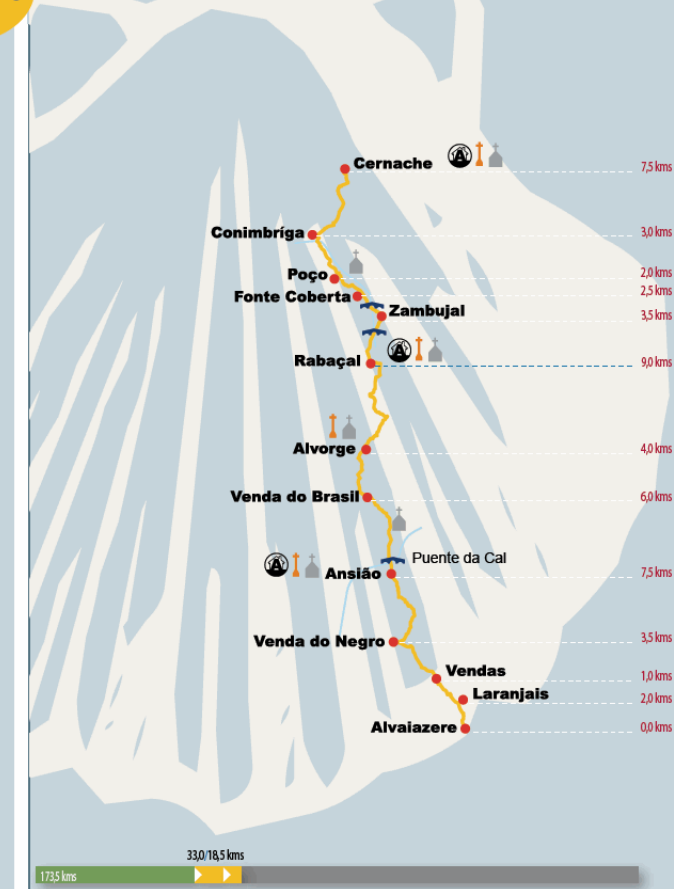 Cernache
7,5 kms
Conimbríga
3,0 kms
Poço
2,0 kms
Fonte Coberta
2,5 kms
Zambujal
3,5 kms
Rabaçal
9,0 kms
Alvorge
4,0 kms
Venda do Brasil
6,0 kms
Puente da Cal
Ansião
7,5 kms
Venda do Negro
3,5 kms
Vendas
1,0 kms
Laranjais
2,0 kms
Alvaiazere
0,0 kms
33,0/18,5 kms
173,5 kms